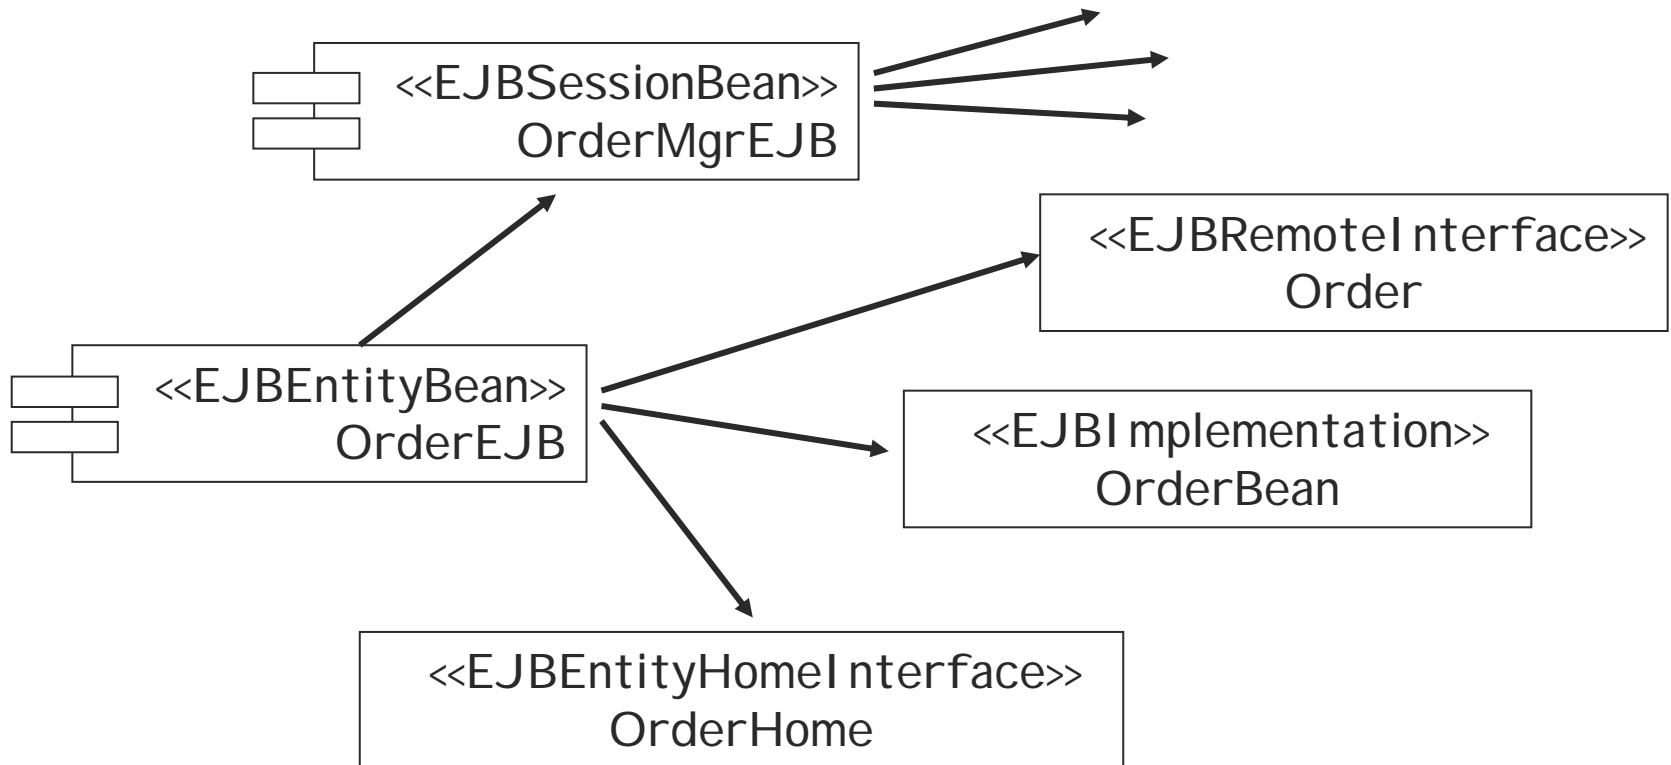 <<EJBSessionBean>>
OrderMgrEJB
<<EJBRemoteInterface>>
Order
<<EJBEntityBean>>
OrderEJB
<<EJBImplementation>>
OrderBean
<<EJBEntityHomeInterface>>
OrderHome